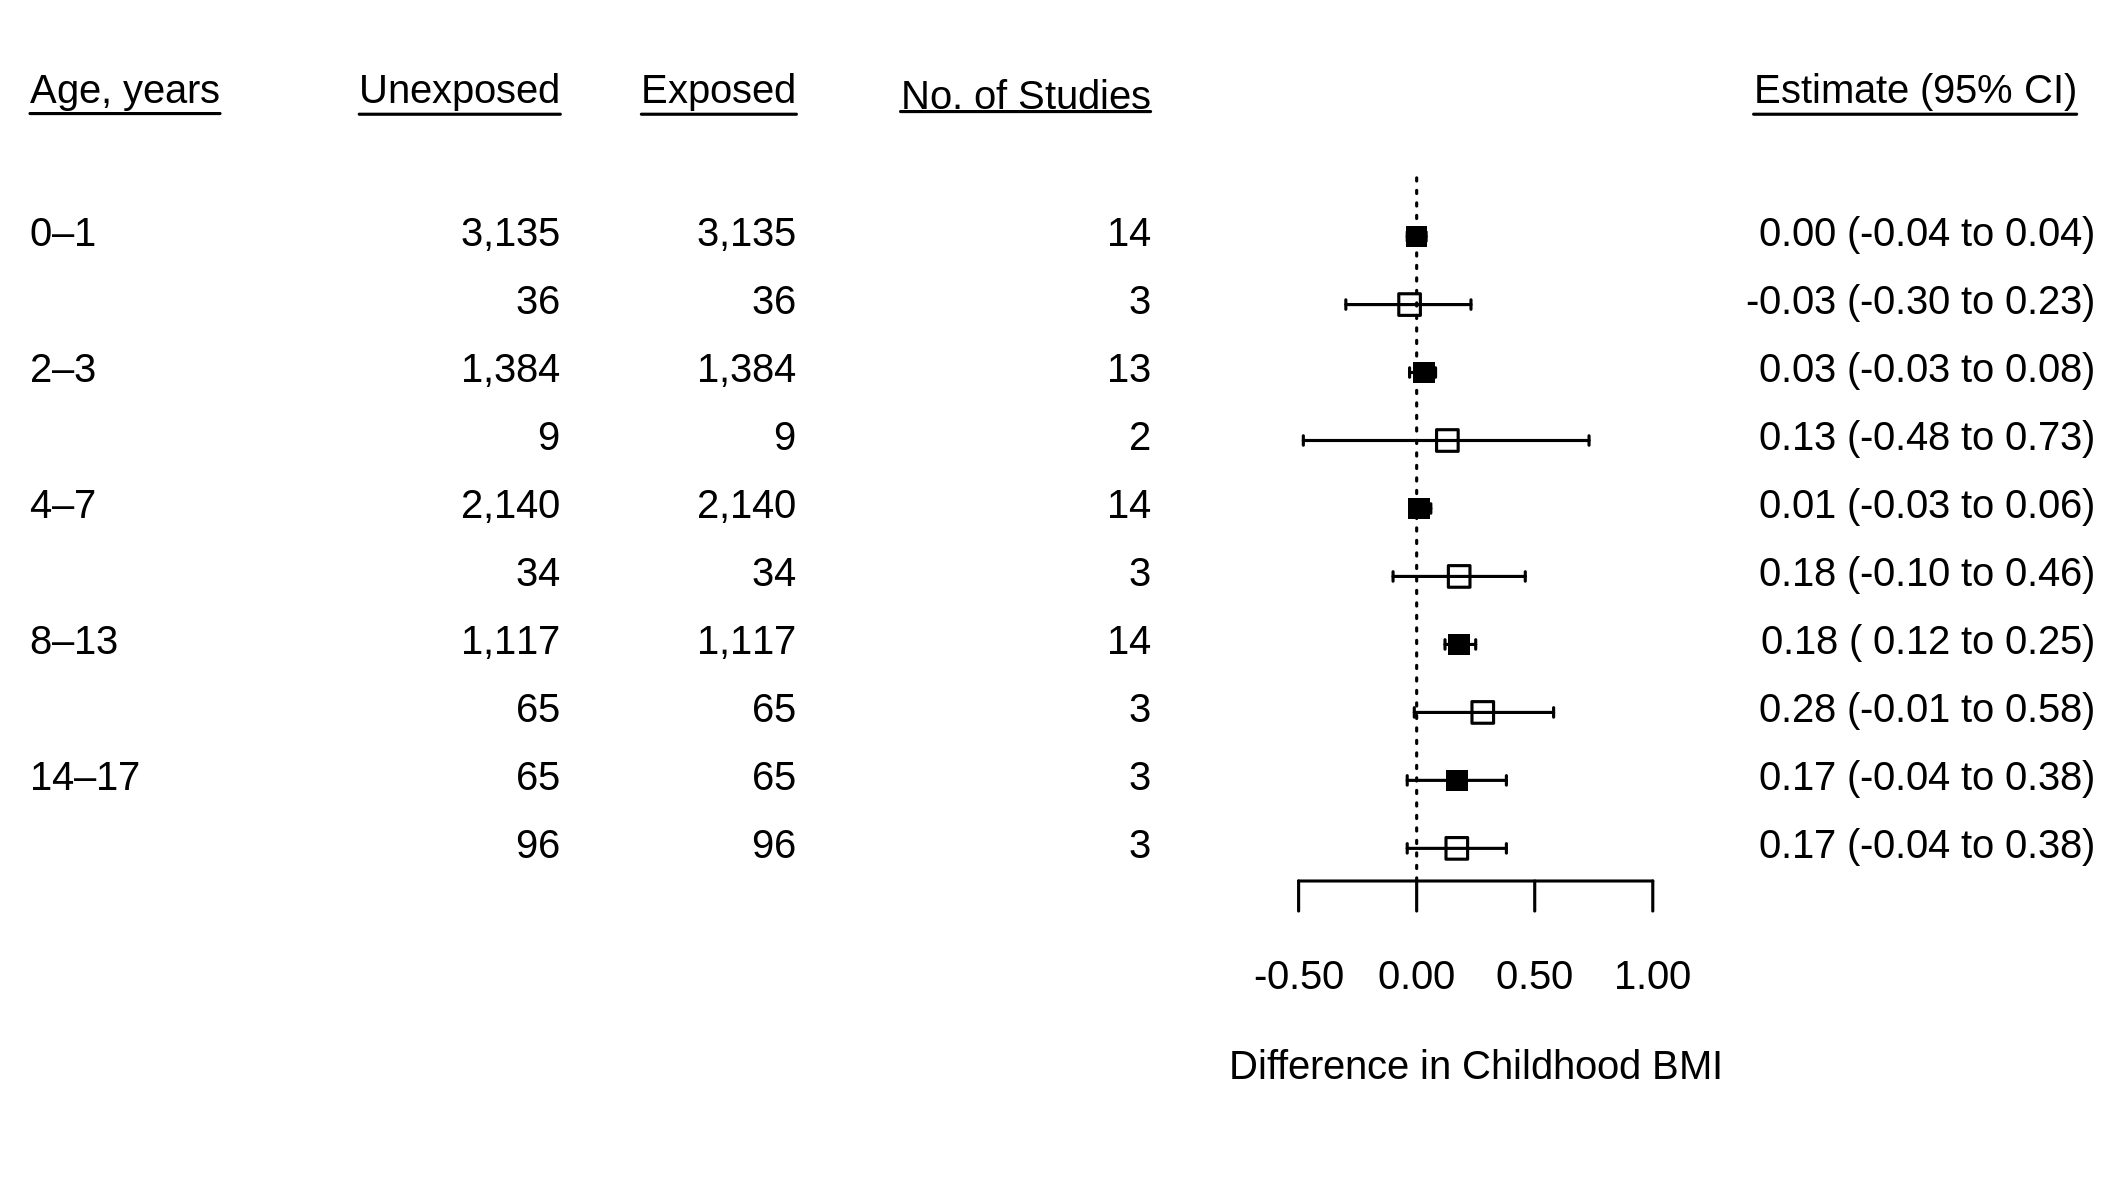 Age, years Unexposed Exposed No. of Studies Estimate (95% CI)
0–1 3,135 3,135 14 0.00 (-0.04 to 0.04)
36 36 3 -0.03 (-0.30 to 0.23)
2–3 1,384 1,384 13 0.03 (-0.03 to 0.08)
9 9 2 0.13 (-0.48 to 0.73)
4–7 2,140 2,140 14 0.01 (-0.03 to 0.06)
34 34 3 0.18 (-0.10 to 0.46)
8–13 1,117 1,117 14 0.18 ( 0.12 to 0.25)
65 65 3 0.28 (-0.01 to 0.58)
14–17 65 65 3 0.17 (-0.04 to 0.38)
96 96 3 0.17 (-0.04 to 0.38)
-0.50 0.00 0.50 1.00
Difference in Childhood BMI